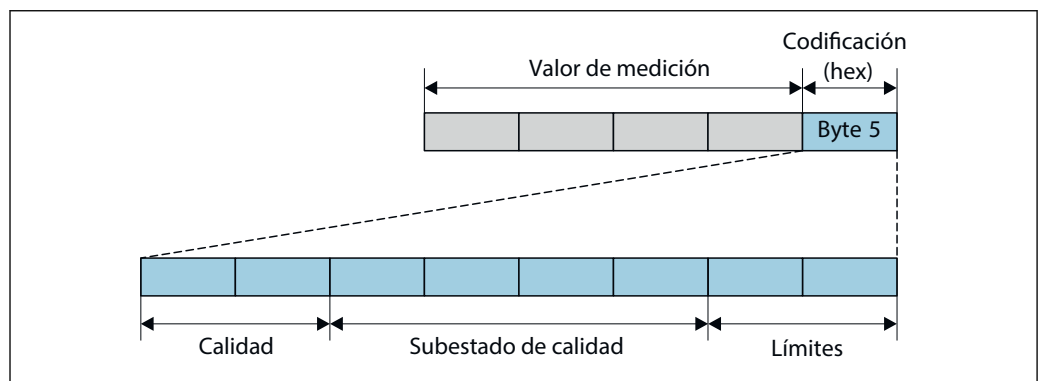 Codificación
Valor de medición
(hex)
Byte 5
Calidad
Subestado de calidad
Límites